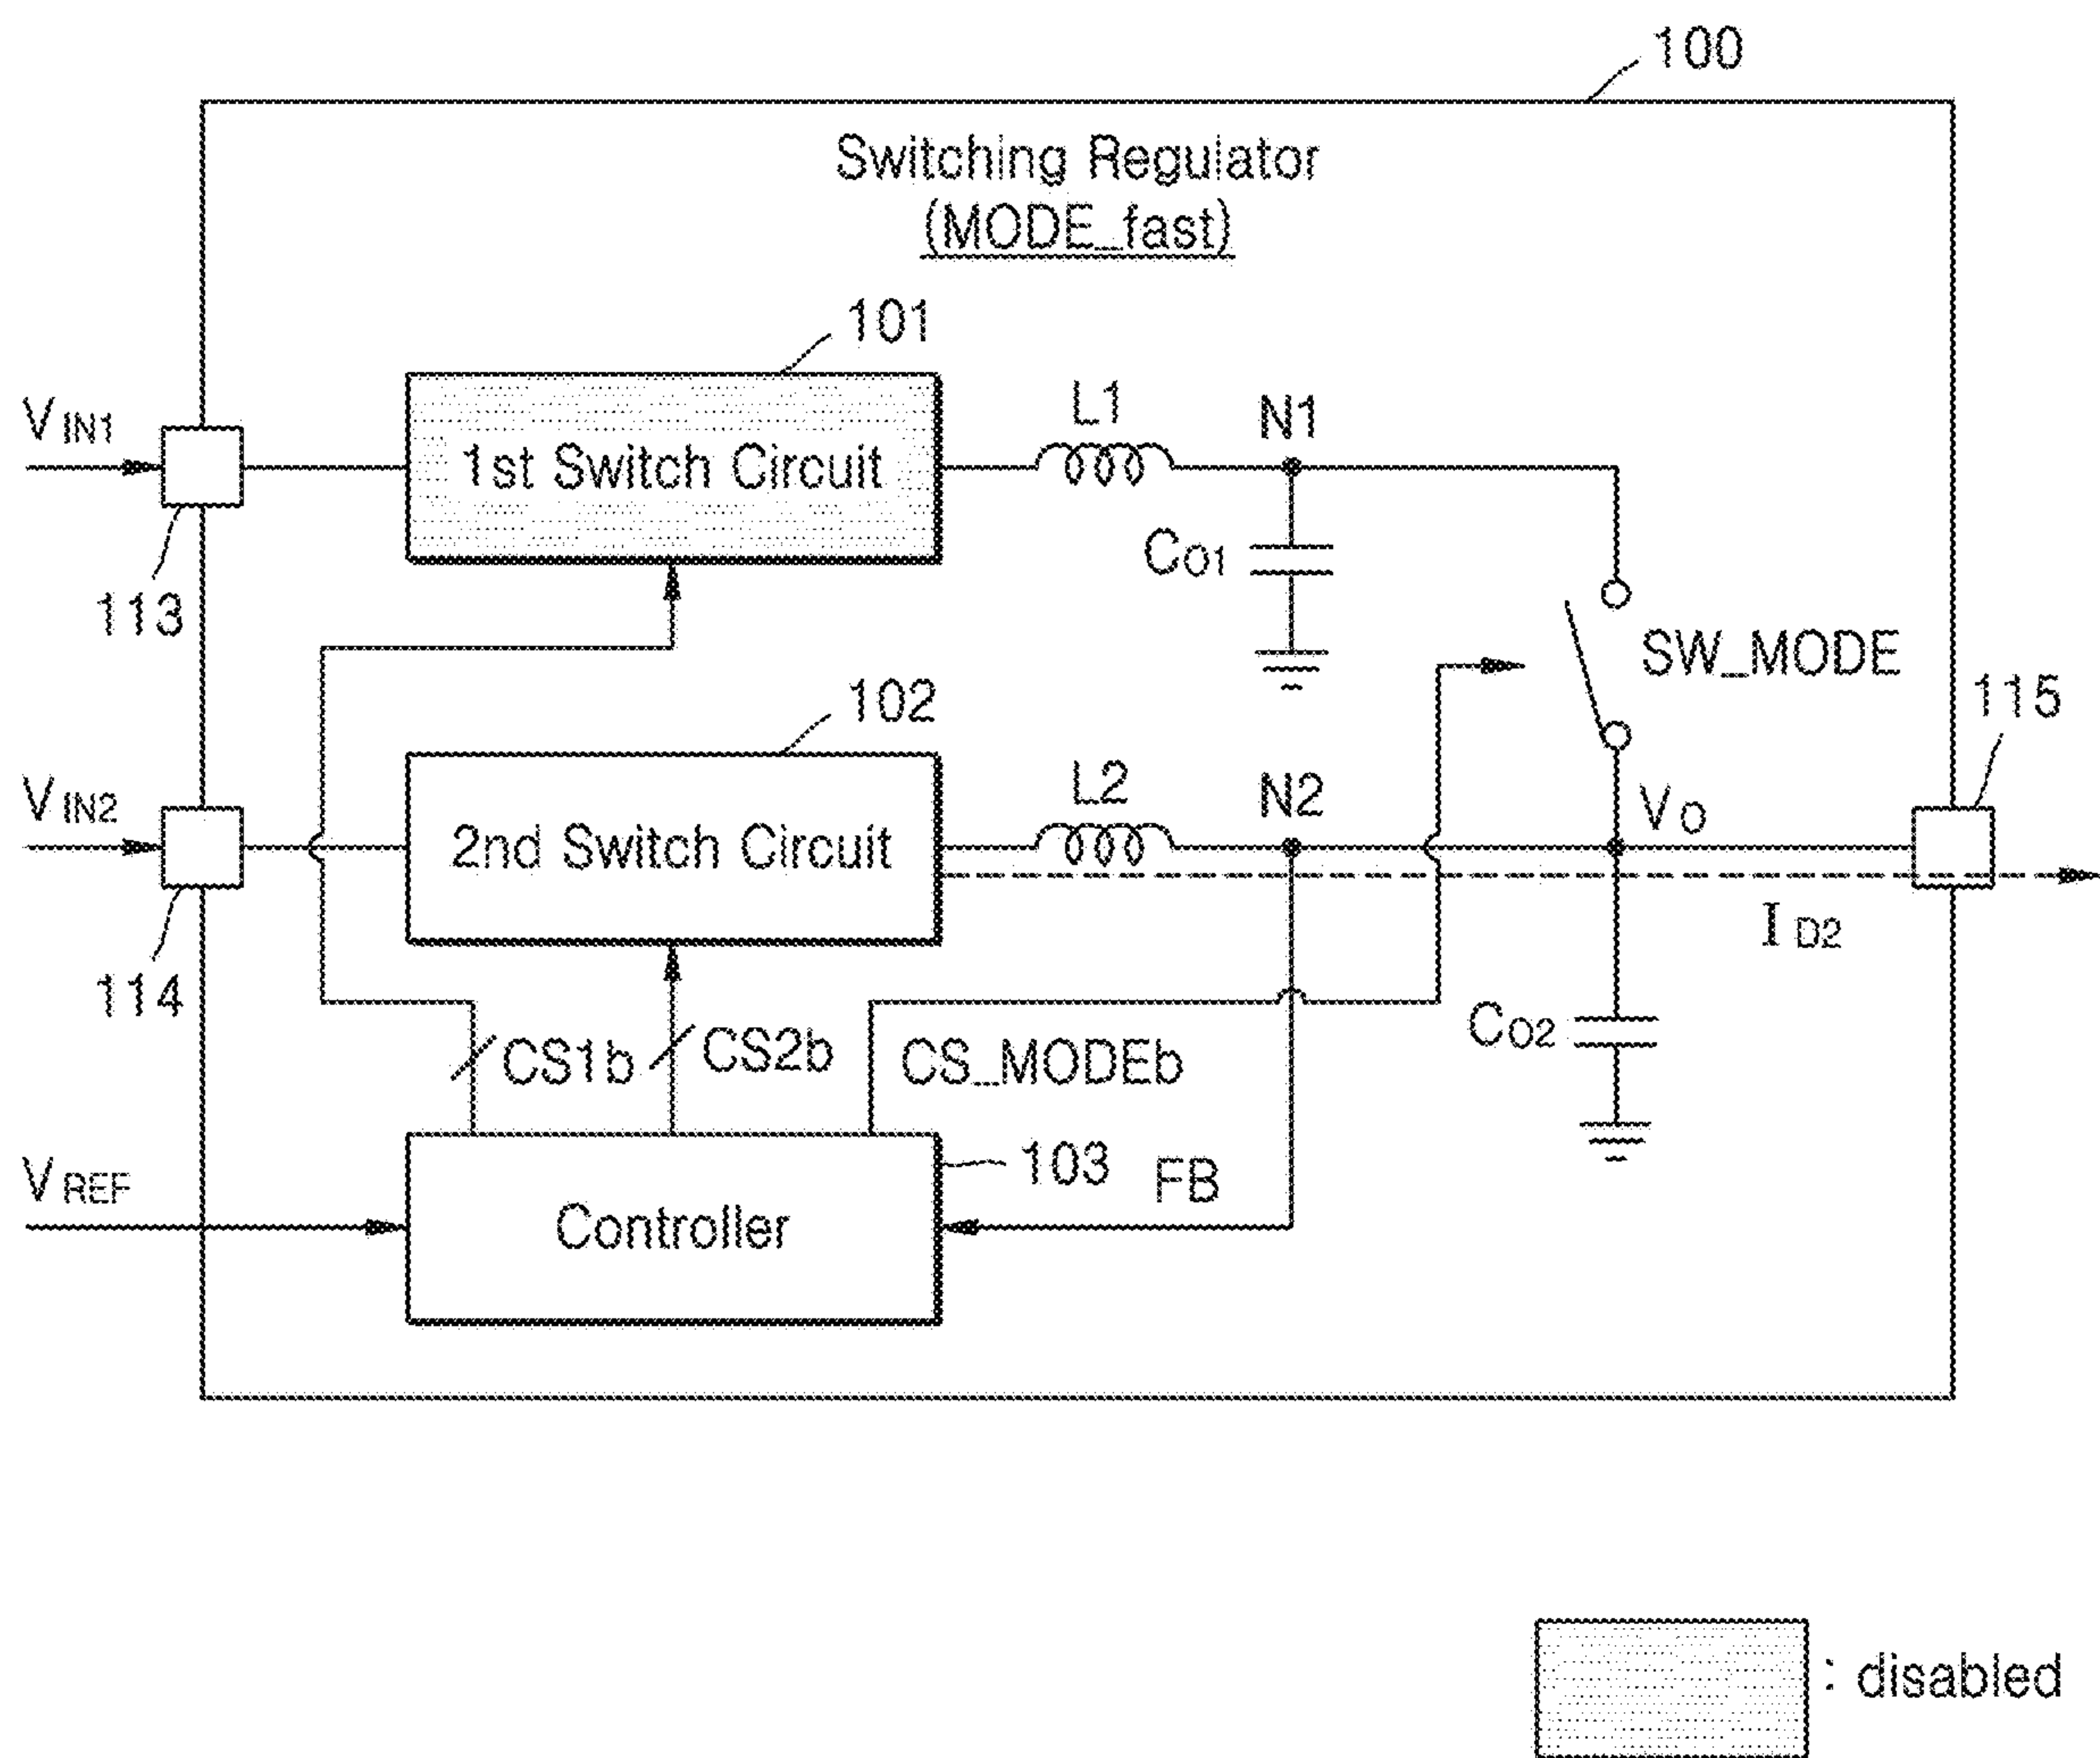 100
Switching Regulator
(MODE_fast)
101
VIN1
1st Switch Circuit
L1
N1
CO1
113
SW_MODE
102
115
VIN2
2nd Switch Circuit
L2
N2
VO
ID2
114
CS1b
CS2b
CS_MODEb
CO2
VREF
103
FB
Controller
: disabled